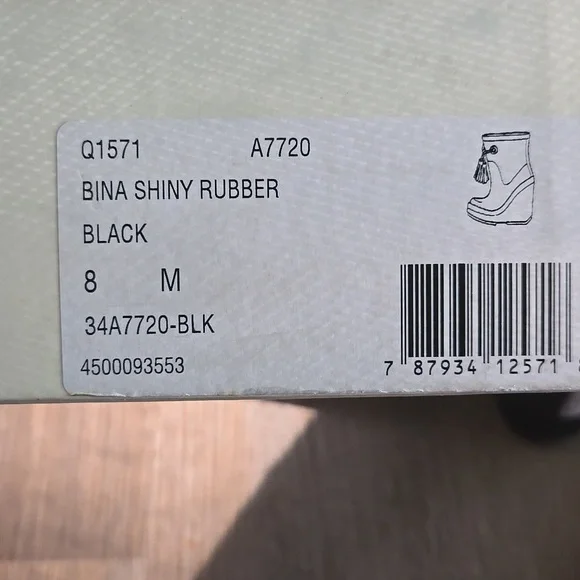 Q1571 A7720
BINA SHINY RUBBER
BLACK
8 M
34A7720-BLK
4500093553
7 87934 12571